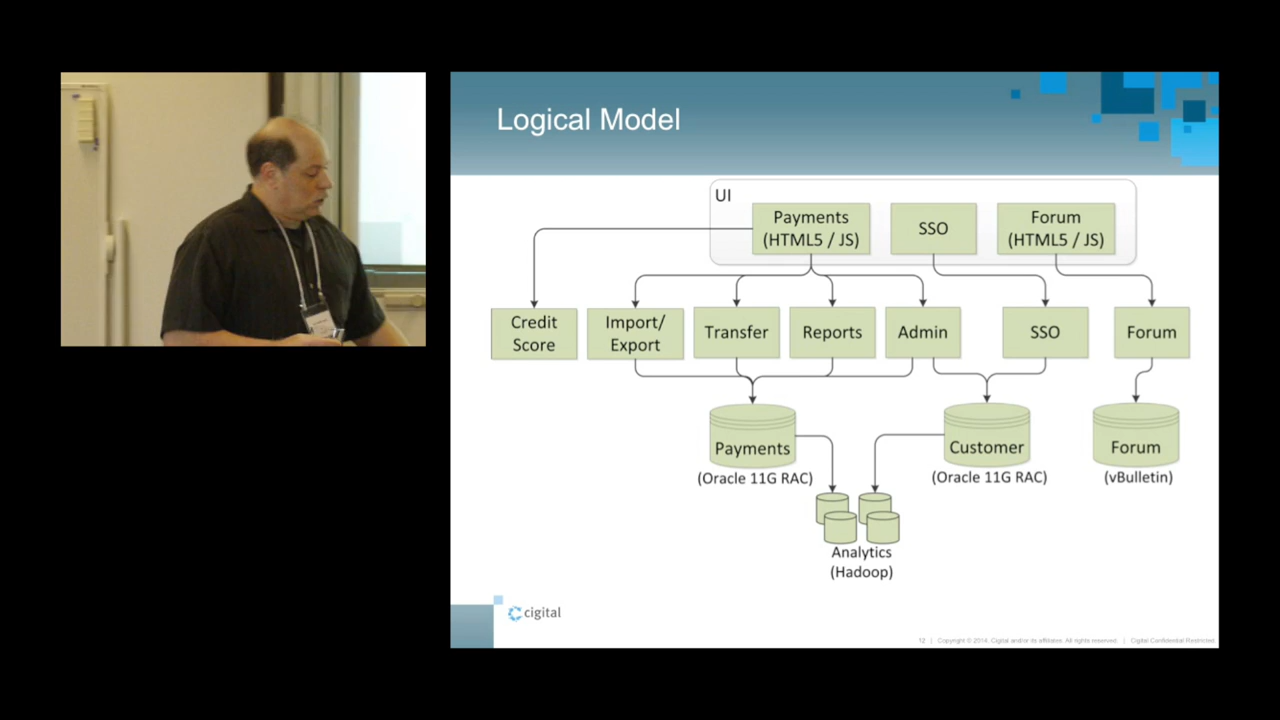 Logical Model
UI
Payments
(HTML5 / JS)
SSO
Forum
(HTML5 / JS)
Credit
Score
Import/
Export
Transfer
Reports
Admin
SSO
Forum
Payments
(Oracle 11G RAC)
Customer
(Oracle 11G RAC)
Forum
(vBulletin)
Analytics
(Hadoop)
cigital
12 | Copyright © 2014, Cigital and/or its affiliates. All rights reserved. | Cigital Confidential Restricted.